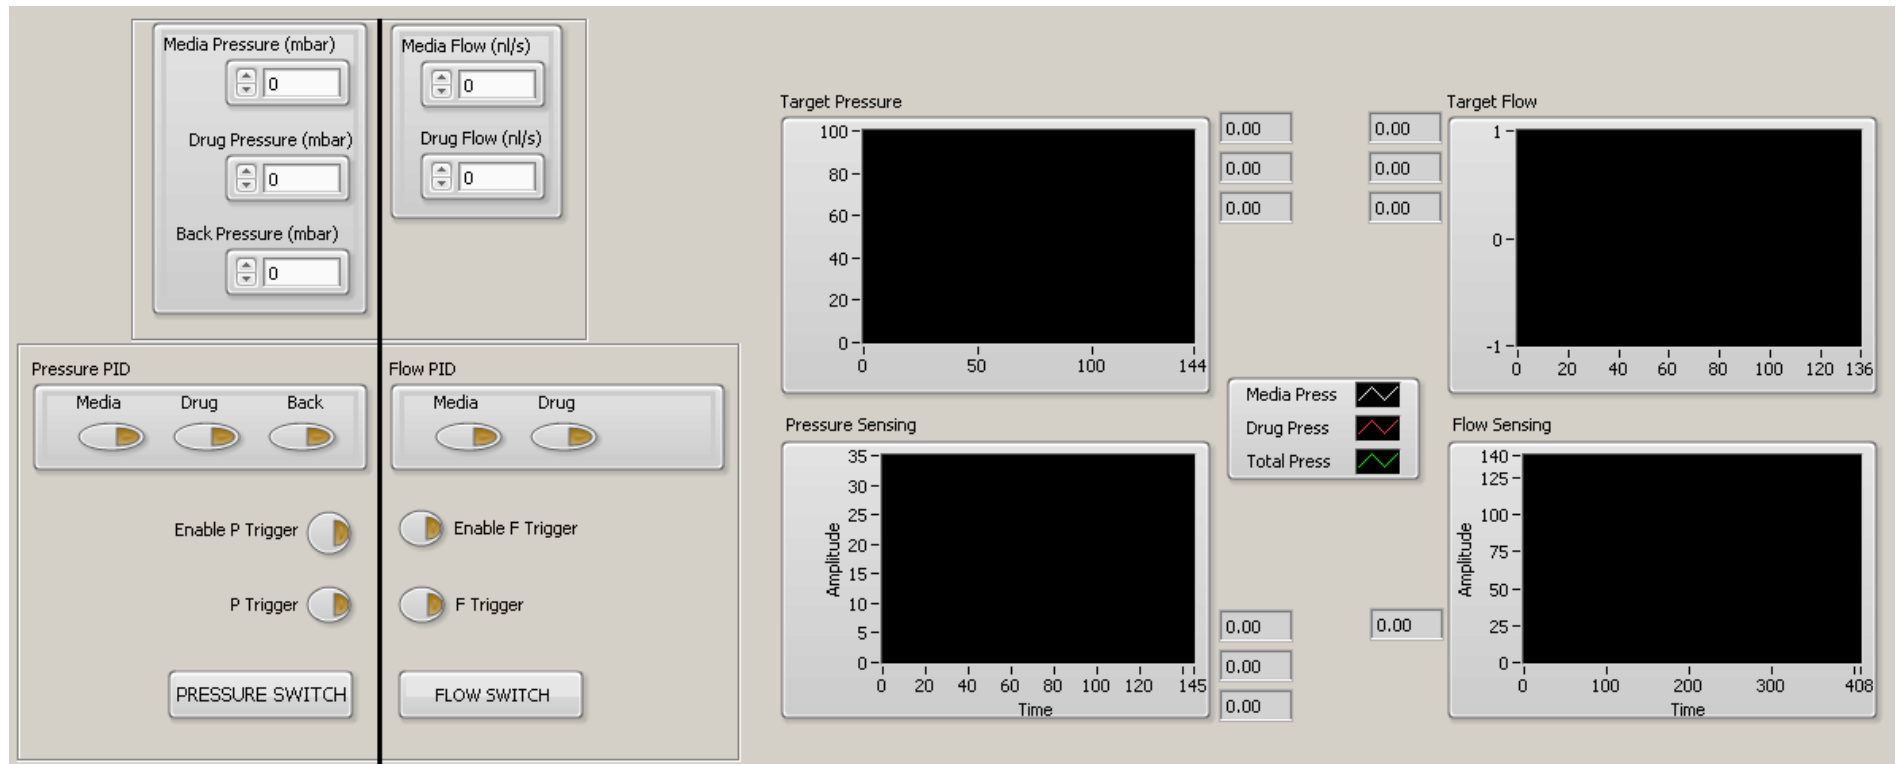 Media Pressure (mbar)
0
Drug Pressure (mbar)
0
Back Pressure (mbar)
0
Media Flow (nl/s)
0
Drug Flow (nl/s)
0
Pressure PID
Media Drug Back
Enable P Trigger
P Trigger
PRESSURE SWITCH
Flow PID
Media Drug
Enable F Trigger
F Trigger
FLOW SWITCH
Target Pressure
100
80
60
40
20
0
0 50 100 144
0.00
0.00
0.00
Pressure Sensing
Amplitude
35
30
25
20
15
10
5
0
0 20 40 60 80 100 120 145
Time
0.00
0.00
0.00
Media Press
Drug Press
Total Press
0.00
0.00
0.00
Target Flow
1
0
-1
0 20 40 60 80 100 120 136
0.00
Flow Sensing
Amplitude
140
125
100
75
50
25
0
0 100 200 300 408
Time